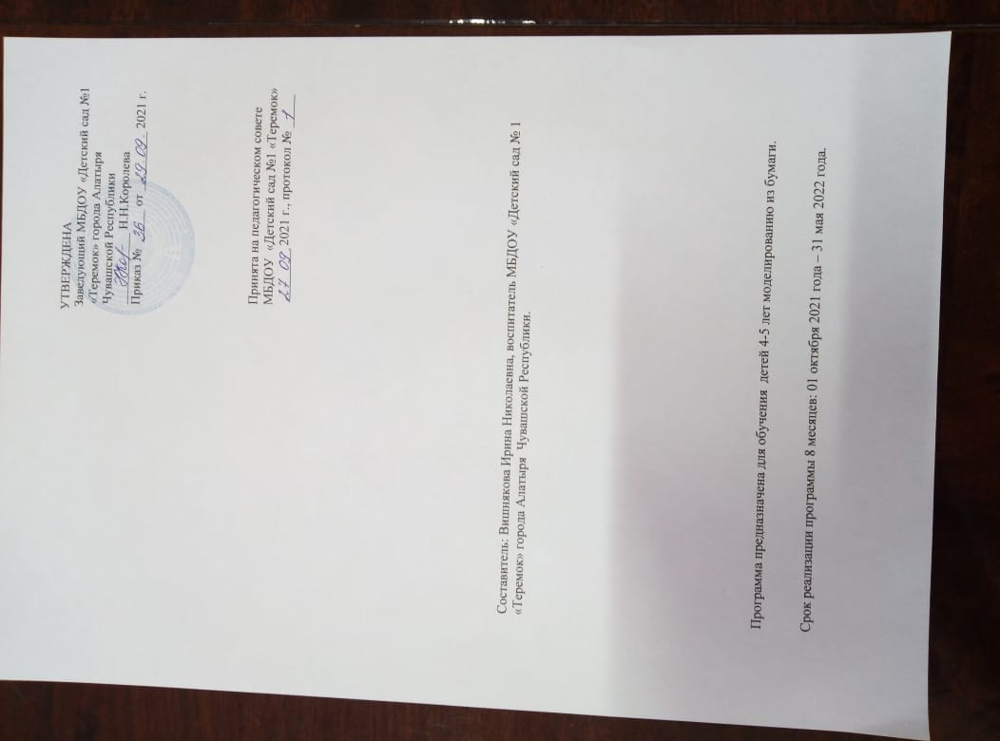 УТВЕРЖДЕНА
Заведующий МБДОУ «Детский сад №1
«Теремок» города Алатыря
Чувашской Республики
Н.Н.Королева
Приказ № 36 от 29 09. 2021 г.
Принята на педагогическом совете
МБДОУ «Детский сад №1 «Теремок»
27 09 2021 г., протокол № 1
Составитель: Вишнякова Ирина Николаевна, воспитатель МБДОУ «Детский сад № 1
«Теремок» города Алатыря Чувашской Республики.
Программа предназначена для обучения детей 4-5 лет моделированию из бумаги.
Срок реализации программы 8 месяцев: 01 октября 2021 года – 31 мая 2022 года.